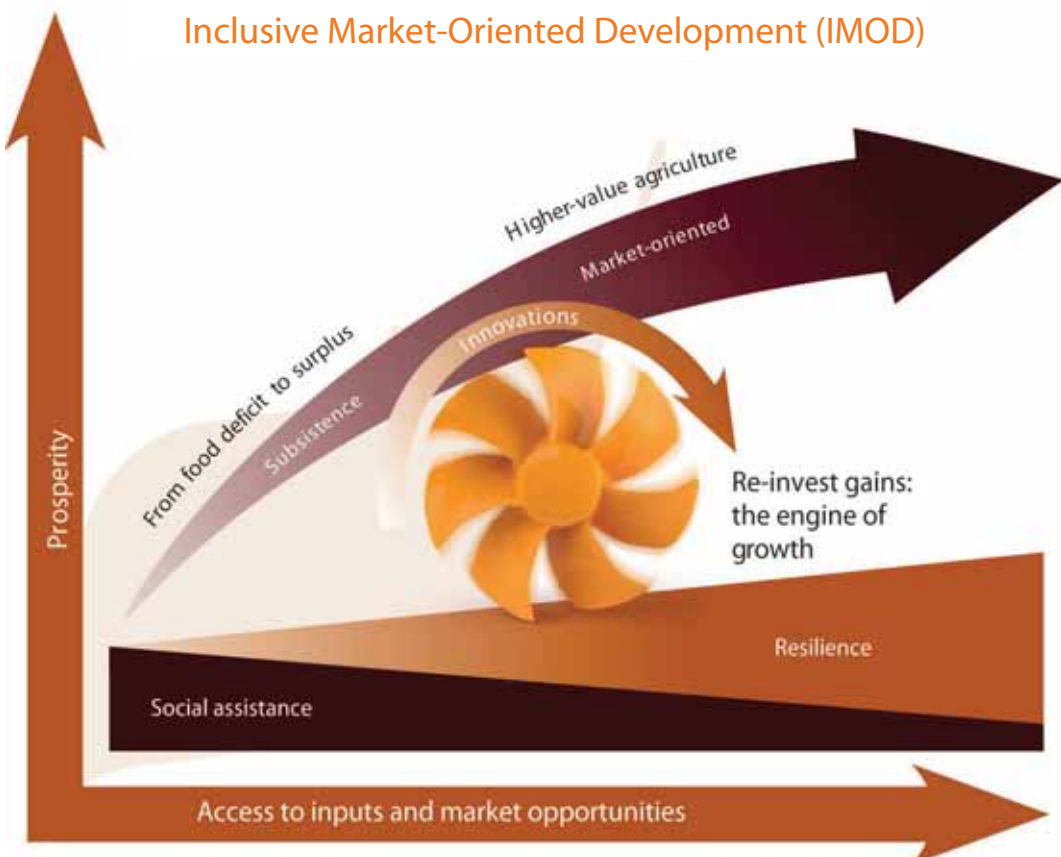 Inclusive Market-Oriented Development (IMOD)
Prosperity
From food deficit to surplus
Subsistence
Higher-value agriculture
Market-oriented
Innovations
Re-invest gains:
the engine of
growth
Resilience
Social assistance
Access to inputs and market opportunities